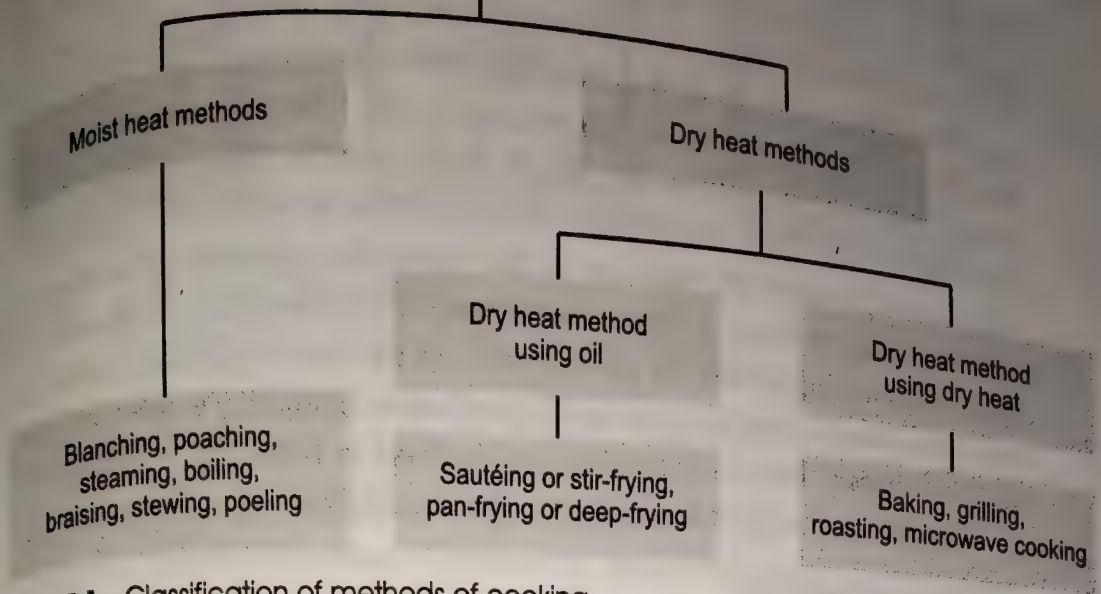 Moist heat methods
Dry heat methods
Dry heat method
using oil
Dry heat method
using dry heat
Blanching, poaching,
steaming, boiling,
braising, stewing, poeling
Sautéing or stir-frying,
pan-frying or deep-frying
Baking, grilling,
roasting, microwave cooking
Classification of methods of cooking